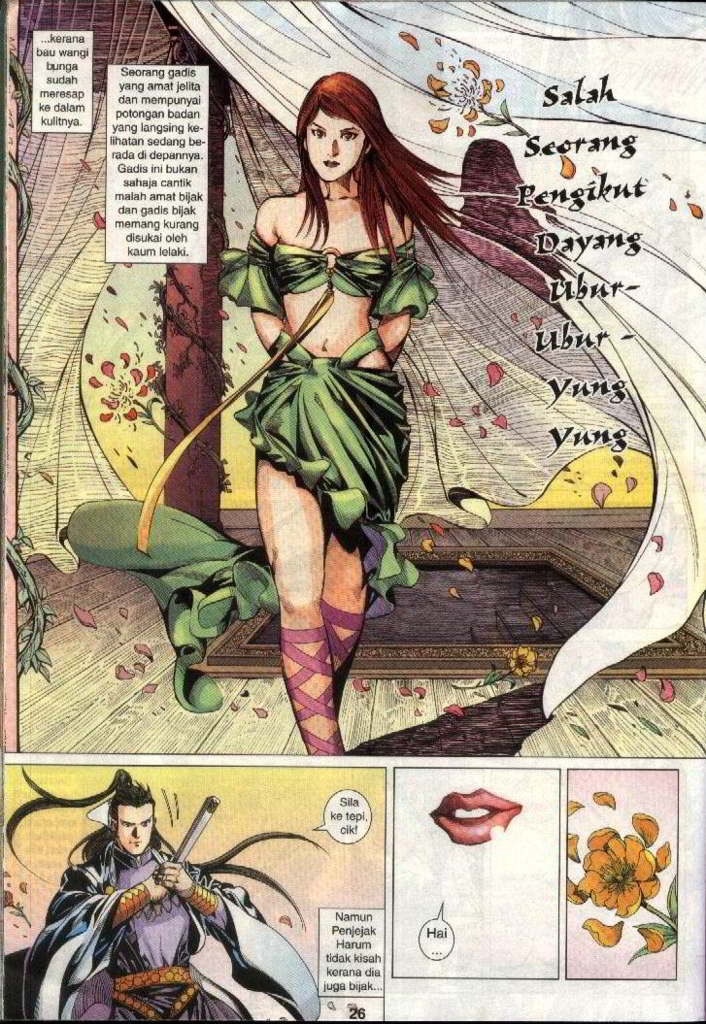 ...kerana
bau wangi
bunga
sudah
meresap
ke dalam
kulitnya.
Seorang gadis
yang amat jelita
dan mempunyai
potongan badan
yang langsing ke-
lihatan sedang be-
rada di depannya.
Gadis ini bukan
sahaja cantik
malah amat bijak
dan gadis bijak
memang kurang
disukai oleh
kaum lelaki.
Salah
Seorang
Pengikut
Dayang
Ubur-
Ubur -
Yung
Yung
Sila
ke tepi,
cik!
Namun
Penjejak
Harum
tidak kisah
kerana dia
juga bijak...
Hai
...
26